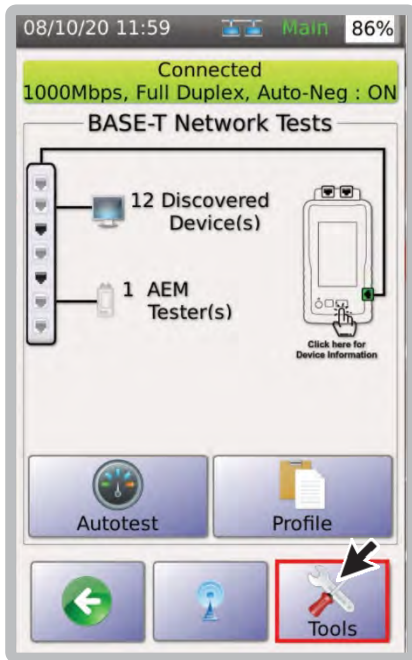 08/10/20 11:59 Main 86%
Connected
1000Mbps, Full Duplex, Auto-Neg : ON
BASE-T Network Tests
12 Discovered
Device(s)
1 AEM
Tester(s)
Click here for
Device Information
Autotest Profile
Tools